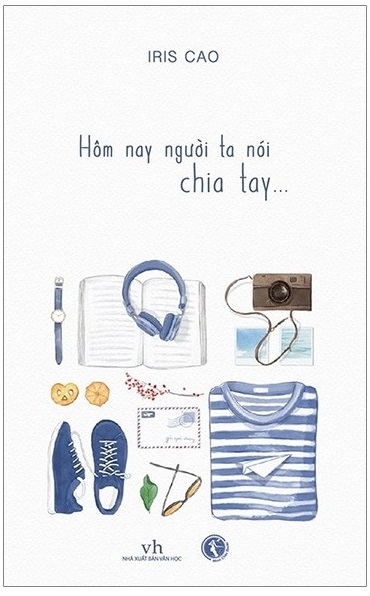 IRIS CAO
Hôm nay người ta nói
chia tay...
vh
NHÀ XUẤT BẢN VĂN HỌC